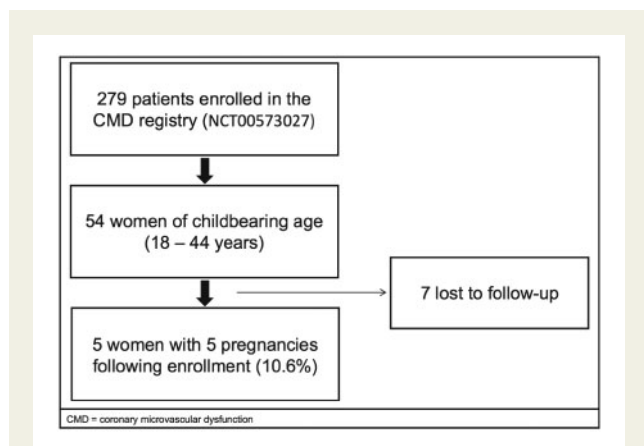 279 patients enrolled in the
CMD registry (NCT00573027)
54 women of childbearing age
(18 – 44 years)
7 lost to follow-up
5 women with 5 pregnancies
following enrollment (10.6%)
CMD = coronary microvascular dysfunction